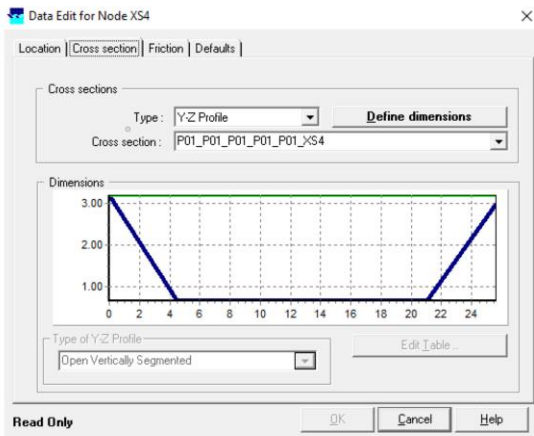 Data Edit for Node XS4
Location Cross section Friction Defaults
Cross sections
Type : Y-Z Profile Define dimensions
Cross section : P01_P01_P01_P01_P01_XS4
Dimensions
3.00
2.00
1.00
0 2 4 6 8 10 12 14 16 18 20 22 24
Type of Y-Z Profile
Open Vertically Segmented
Edit Table ..
Read Only OK Cancel Help